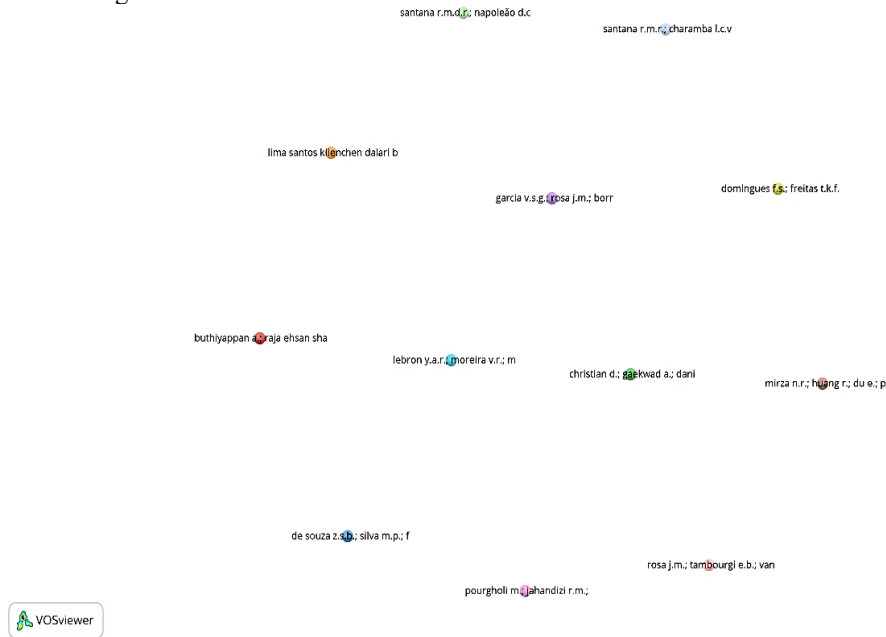 santana r.m.d.r.; napoleão d.c
santana r.m.r.; charamba l.c.v
lima santos klienchen dalari b
domingues f.s.; freitas t.k.f.
garcia v.s.g.; rosa j.m.; borr
buthiyappan a.; raja ehsan sha
lebron y.a.r.; moreira v.r.; m
christian d.; gaekwad a.; dani
mirza n.r.; huang r.; du e.; p
de souza z.s.b.; silva m.p.; f
rosa j.m.; tambourgi e.b.; van
pourgholi m.; jahandizi r.m.;
VOSviewer